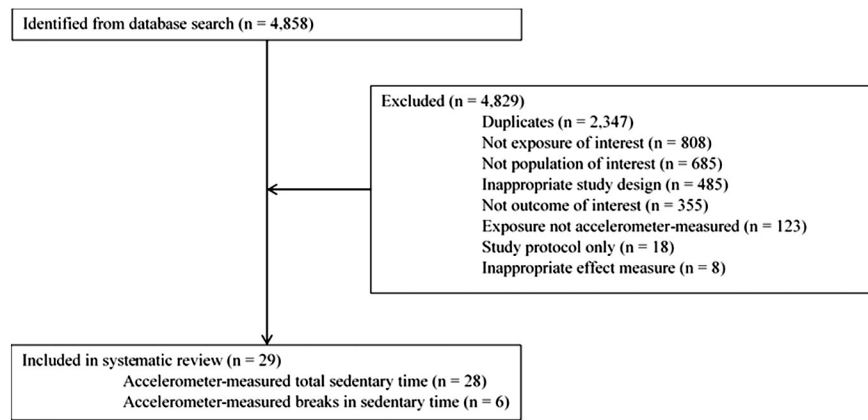 Identified from database search (n = 4,858)
Excluded (n = 4,829)
Duplicates (n = 2,347)
Not exposure of interest (n = 808)
Not population of interest (n = 685)
Inappropriate study design (n = 485)
Not outcome of interest (n = 355)
Exposure not accelerometer-measured (n = 123)
Study protocol only (n = 18)
Inappropriate effect measure (n = 8)
Included in systematic review (n = 29)
Accelerometer-measured total sedentary time (n = 28)
Accelerometer-measured breaks in sedentary time (n = 6)